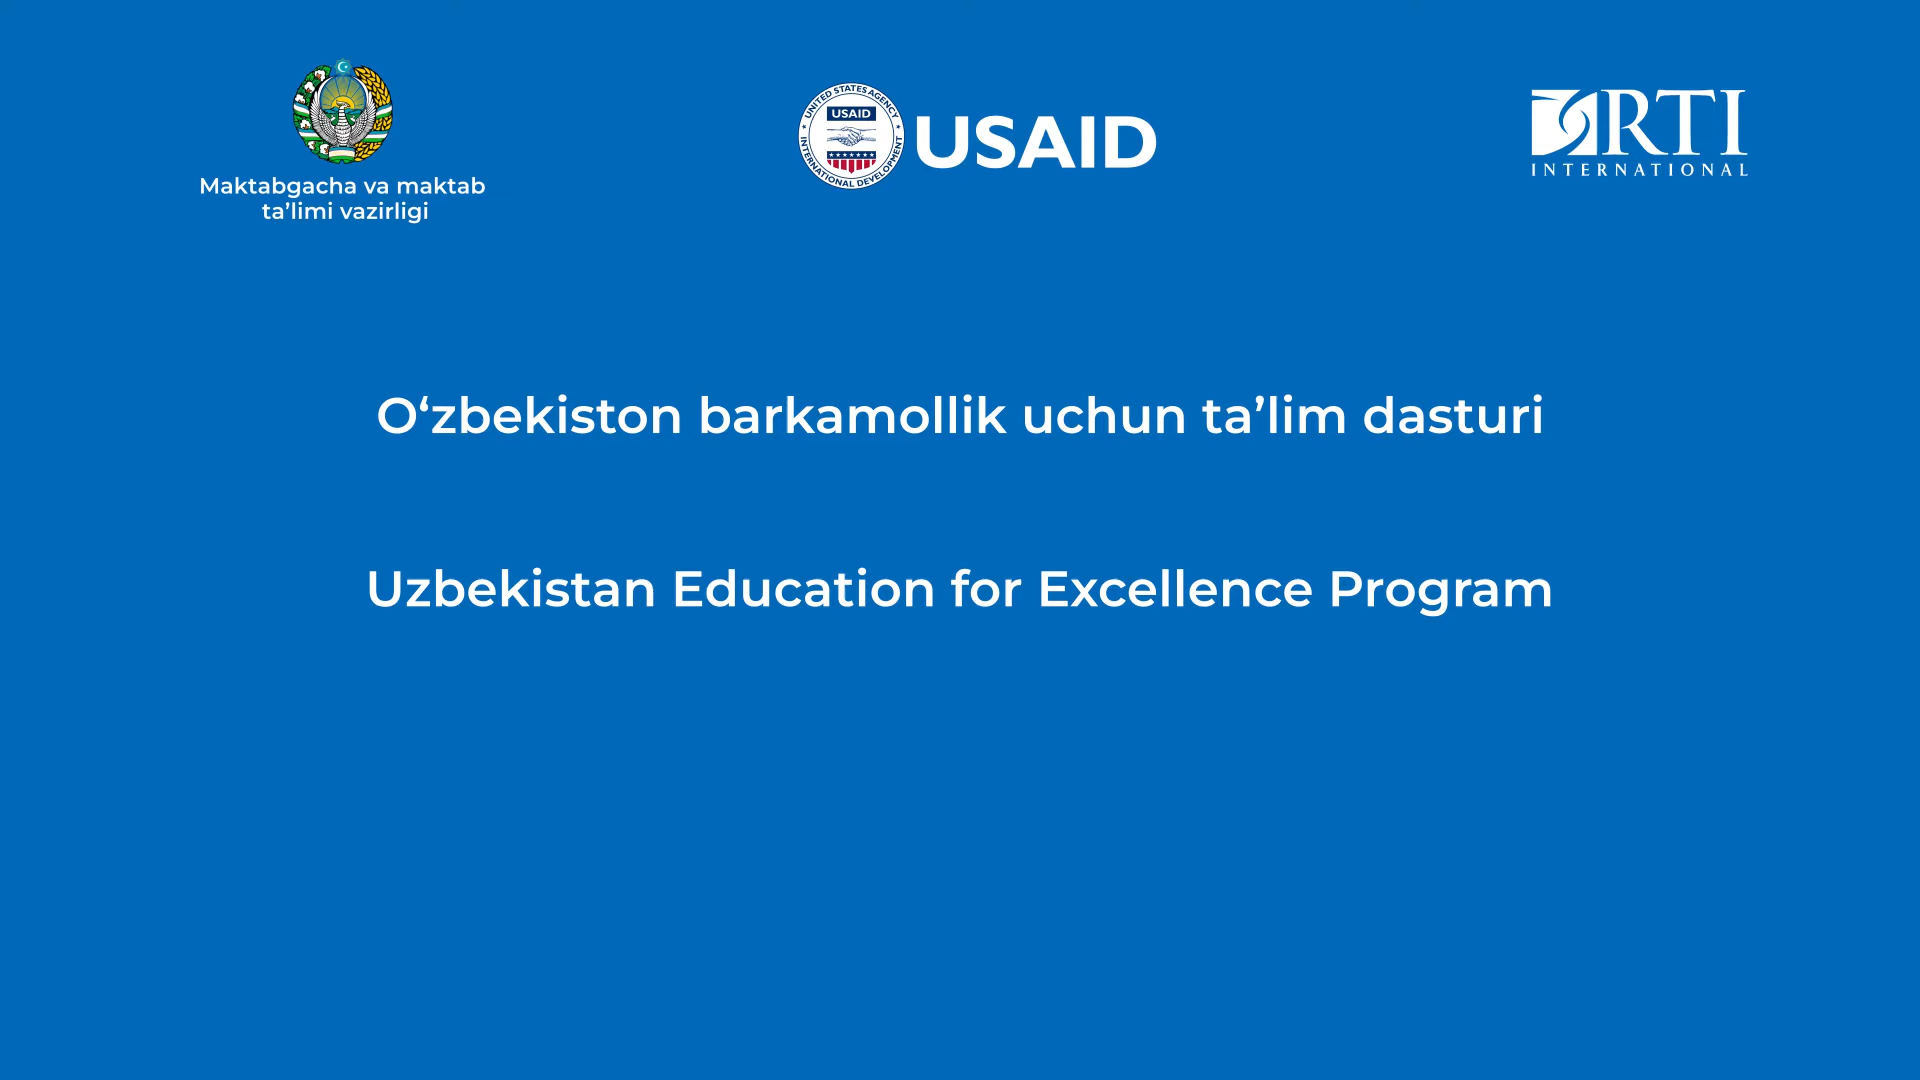 Maktabgacha va maktab
ta’limi vazirligi
UNITED STATES AGENCY
USAID
INTERNATIONAL DEVELOPMENT
USAID
RTI
INTERNATIONAL
O‘zbekiston barkamollik uchun ta’lim dasturi
Uzbekistan Education for Excellence Program